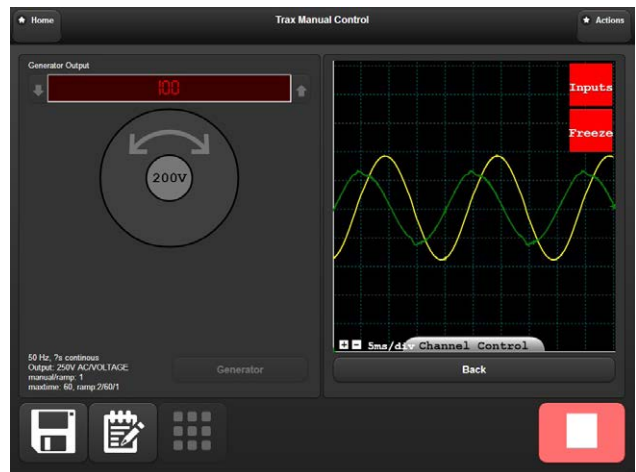 Home
Trax Manual Control
Actions
Generator Output
100
200V
Inputs
Freeze
5ms/div Channel Control
50 Hz, ?s continous
Output: 250V AC/VOLTAGE
manual/ramp: 1
maxtime: 60, ramp:2/60/1
Generator
Back